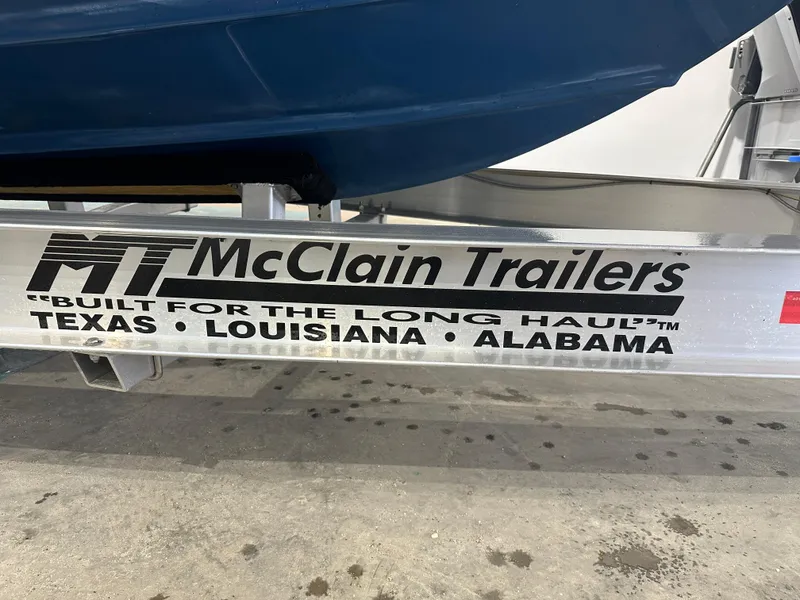 MT McClain Trailers
"BUILT FOR THE LONG HAUL"™
TEXAS • LOUISIANA • ALABAMA